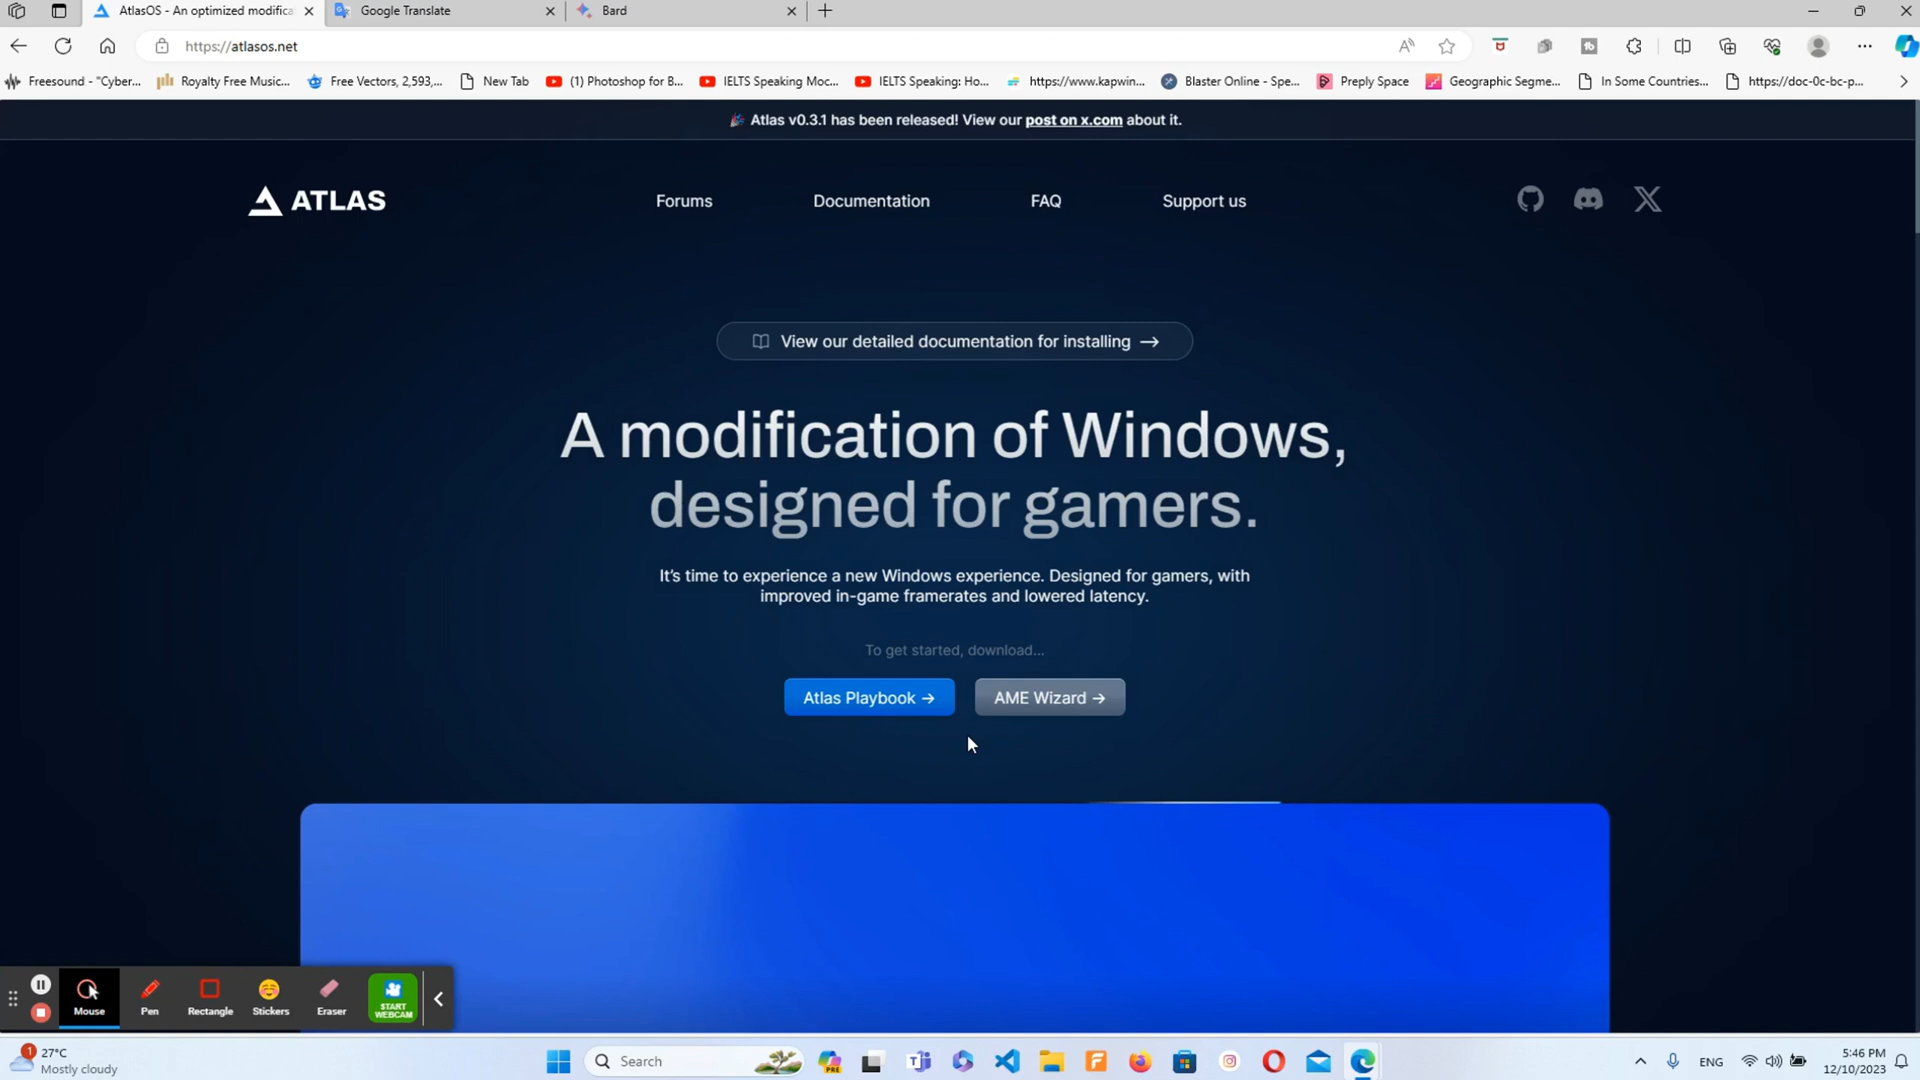 AtlasOS - An optimized modifica
Google Translate
Bard
https://atlasos.net
Freesound - "Cyber...
Royalty Free Music...
Free Vectors, 2,593,...
New Tab
(1) Photoshop for B...
IELTS Speaking Moc...
IELTS Speaking: Ho...
https://www.kapwin...
Blaster Online - Spe...
Preply Space
Geographic Segme...
In Some Countries...
https://doc-0c-bc-p...
Atlas v0.3.1 has been released! View our post on x.com about it.
ATLAS
Forums
Documentation
FAQ
Support us
View our detailed documentation for installing →
A modification of Windows,
designed for gamers.
It's time to experience a new Windows experience. Designed for gamers, with
improved in-game framerates and lowered latency.
To get started, download...
Atlas Playbook →
AME Wizard →
Mouse
Pen
Rectangle
Stickers
Eraser
START
WEBCAM
1
27°C
Mostly cloudy
Search
PRE
ENG
5:46 PM
12/10/2023